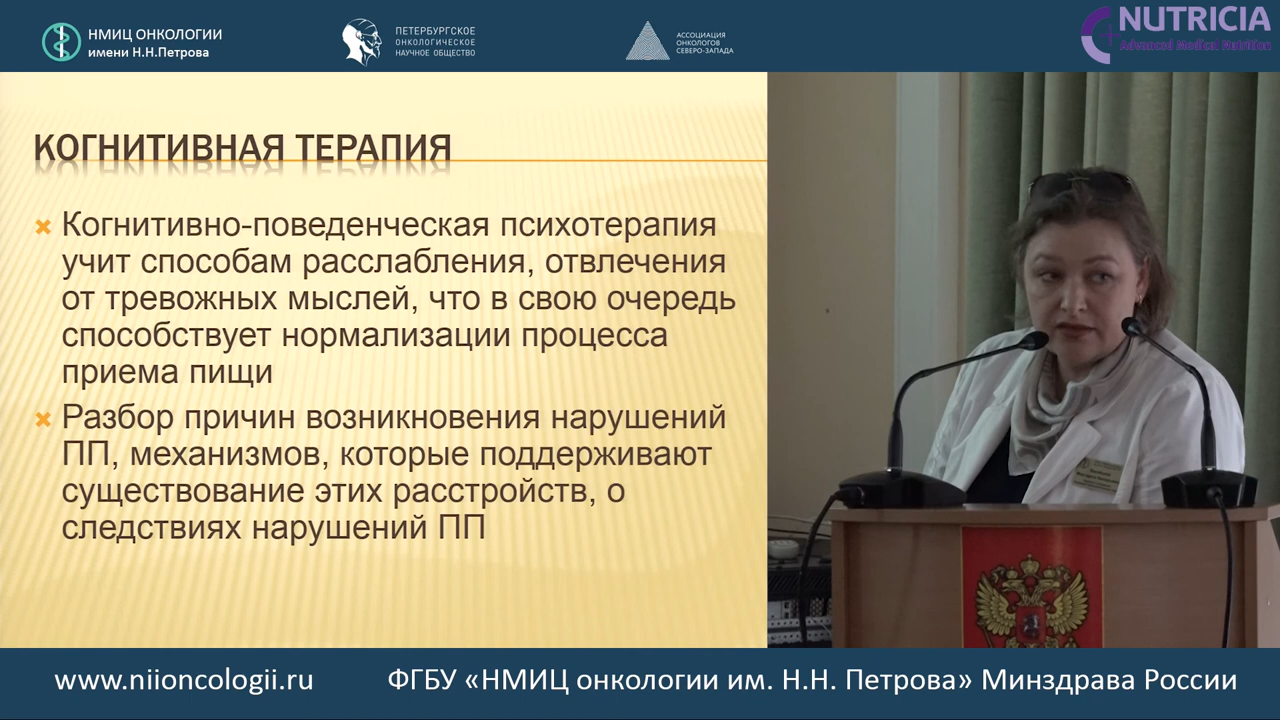 НМИЦ ОНКОЛОГИИ
имени Н.Н.Петрова
ПЕТЕРБУРГСКОЕ
ОНКОЛОГИЧЕСКОЕ
НАУЧНОЕ ОБЩЕСТВО
АССОЦИАЦИЯ
ОНКОЛОГОВ
СЕВЕРО-ЗАПАДА
NUTRICIA
Advanced Medical Nutrition
КОГНИТИВНАЯ ТЕРАПИЯ
Когнитивно-поведенческая психотерапия
учит способам расслабления, отвлечения
от тревожных мыслей, что в свою очередь
способствует нормализации процесса
приема пищи
Разбор причин возникновения нарушений
ПП, механизмов, которые поддерживают
существование этих расстройств, о
следствиях нарушений ПП
www.niioncologii.ru
ФГБУ «НМИЦ онкологии им. Н.Н. Петрова» Минздрава России